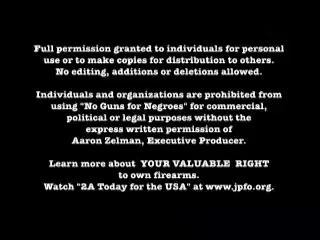 Full permission granted to individuals for personal
use or to make copies for distribution to others.
No editing, additions or deletions allowed.
Individuals and organizations are prohibited from
using "No Guns for Negroes" for commercial,
political or legal purposes without the
express written permission of
Aaron Zelman, Executive Producer.
Learn more about YOUR VALUABLE RIGHT
to own firearms.
Watch "2A Today for the USA" at www.jpfo.org.